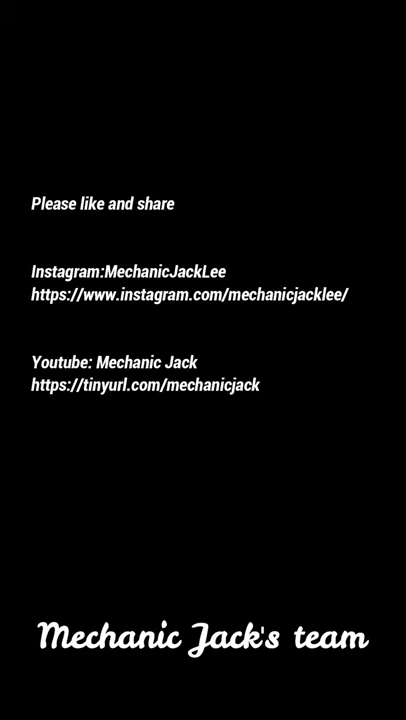 Please like and share
Instagram:MechanicJackLee
https://www.instagram.com/mechanicjacklee/
Youtube: Mechanic Jack
https://tinyurl.com/mechanicjack
Mechanic Jack's team